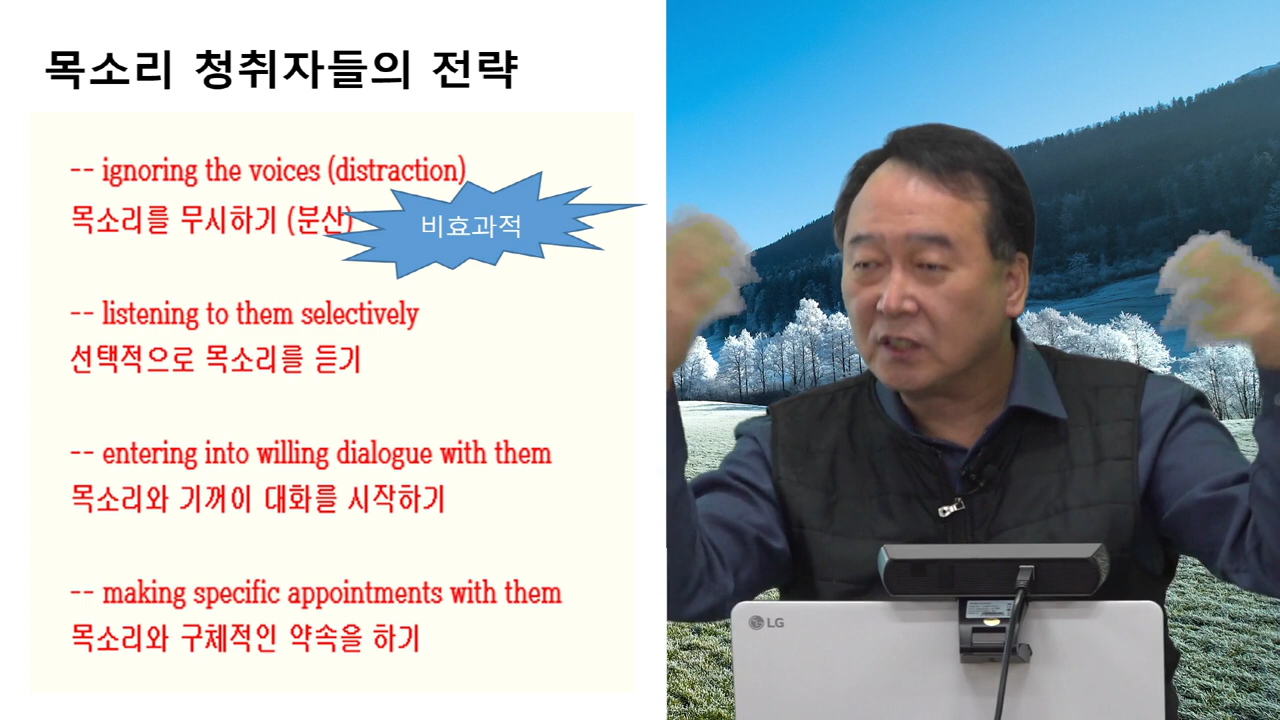 목소리 청취자들의 전략
-- ignoring the voices (distraction)
목소리를 무시하기 (분산)
비효과적
-- listening to them selectively
선택적으로 목소리를 듣기
-- entering into willing dialogue with them
목소리와 기꺼이 대화를 시작하기
-- making specific appointments with them
목소리와 구체적인 약속을 하기
LG